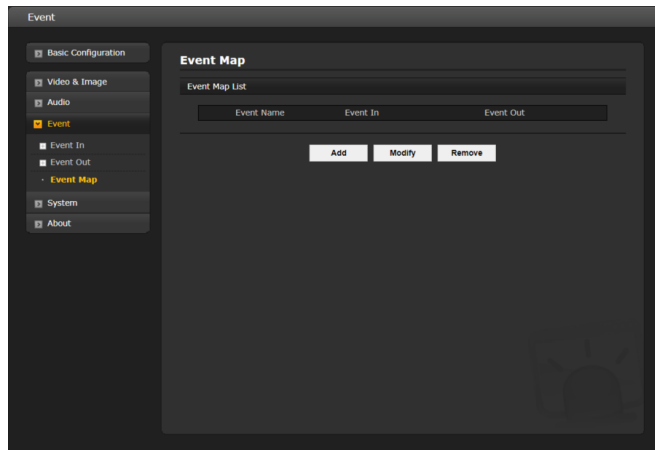 Event
Basic Configuration
Video & Image
Audio
Event
Event In
Event Out
Event Map
System
About
Event Map
Event Map List
Event Name Event In Event Out
Add Modify Remove